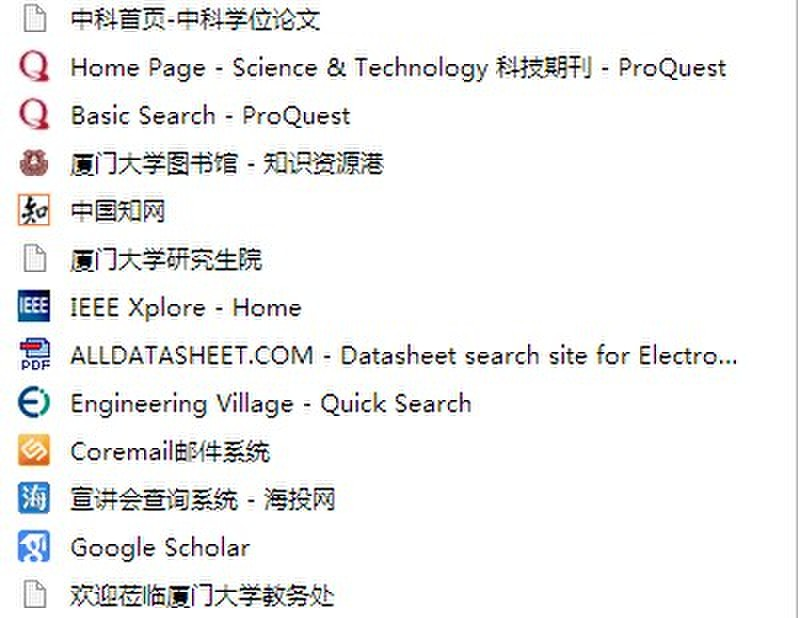 中科首页-中科学位论文
Home Page - Science & Technology 科技期刊 - ProQuest
Basic Search - ProQuest
厦门大学图书馆 - 知识资源港
知 中国知网
厦门大学研究生院
IEEE IEEE Xplore - Home
PDF ALLDATASHEET.COM - Datasheet search site for Electro...
Engineering Village - Quick Search
Coremail邮件系统
海 宣讲会查询系统 - 海投网
Google Scholar
欢迎莅临厦门大学教务处